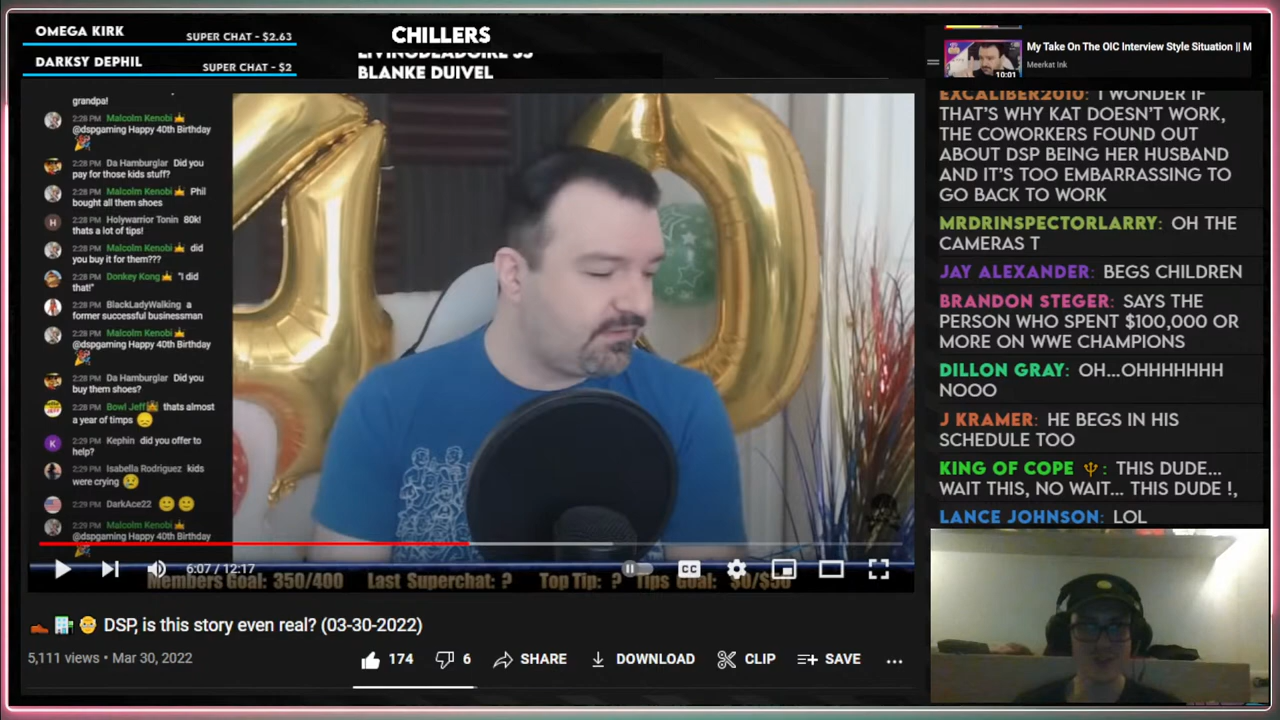 OMEGA KIRK
SUPER CHAT - $2.63
DARKSY DEPHIL
SUPER CHAT - $2
CHILLERS
BLANKE DUIVEL
My Take On The OIC Interview Style Situation || M
Meerkat Ink
10:01
grandpa!
2:28 PM Malcolm Kenobi
@dspgaming Happy 40th Birthday
2:28 PM Da Hamburglar Did you
pay for those kids stuff?
2:28 PM Malcolm Kenobi Phil
bought all them shoes
2:28 PM Holywarrior Tonin 80k!
thats a lot of tips!
2:28 PM Malcolm Kenobi did
you buy it for them???
2:28 PM Donkey Kong "I did
that!"
2:28 PM BlackLadyWalking a
former successful businessman
2:28 PM Malcolm Kenobi
@dspgaming Happy 40th Birthday
2:28 PM Da Hamburglar Did you
buy them shoes?
2:28 PM Bowl Jeff thats almost
a year of timps
2:29 PM Kephin did you offer to
help?
2:29 PM Isabella Rodriguez kids
were crying
2:29 PM DarkAce22
2:29 PM Malcolm Kenobi
@dspgaming Happy 40th Birthday
6:07 / 12:17
CC
Members Goal: 350/400 Last Superchat: ? Top Tip: ? Tips Goal: $0/$50
DSP, is this story even real? (03-30-2022)
5,111 views • Mar 30, 2022
174
6
SHARE
DOWNLOAD
CLIP
SAVE
EXCALIBER2010: I WONDER IF
THAT'S WHY KAT DOESN'T WORK,
THE COWORKERS FOUND OUT
ABOUT DSP BEING HER HUSBAND
AND IT'S TOO EMBARRASSING TO
GO BACK TO WORK
MRDRINSPECTORLARRY: OH THE
CAMERAS T
JAY ALEXANDER: BEGS CHILDREN
BRANDON STEGER: SAYS THE
PERSON WHO SPENT $100,000 OR
MORE ON WWE CHAMPIONS
DILLON GRAY: OH...OHHHHHHH
NOOO
J KRAMER: HE BEGS IN HIS
SCHEDULE TOO
KING OF COPE : THIS DUDE...
WAIT THIS, NO WAIT... THIS DUDE !,
LANCE JOHNSON: LOL